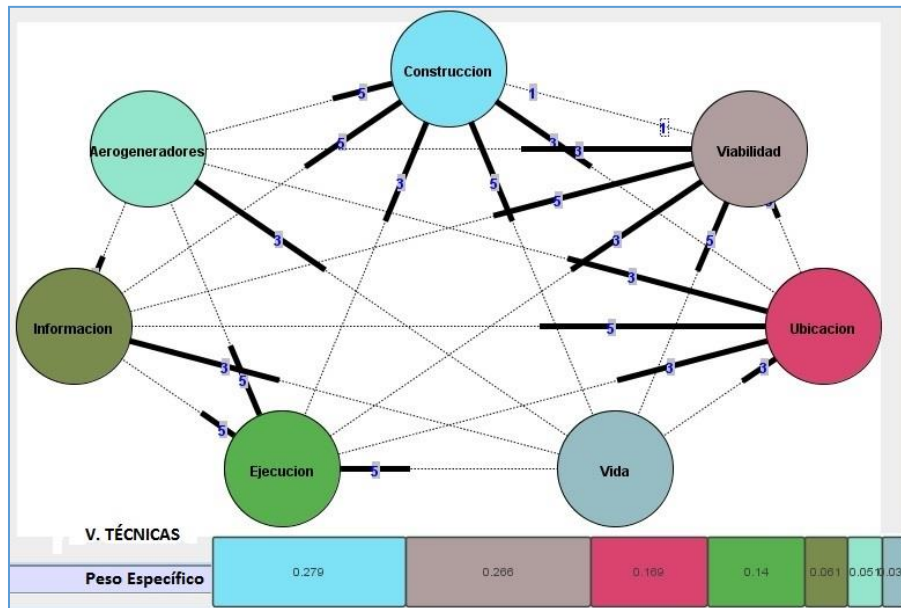 Construccion
Aerogeneradores
Viabilidad
Informacion
Ubicacion
Ejecucion
Vida
5
1
1
5
3
3
3
5
5
3
3
5
3
5
3
3
5
3
5
5
V. TÉCNICAS
Peso Específico
0.279
0.266
0.169
0.14
0.061
0.051